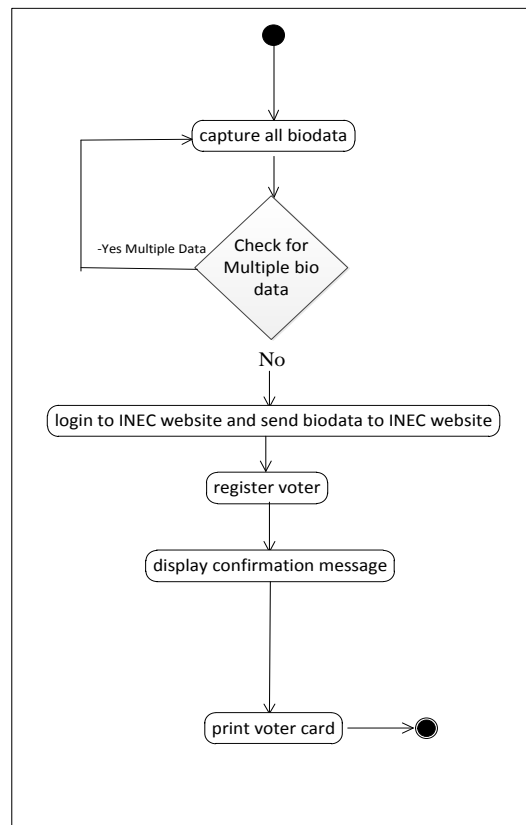 capture all biodata
-Yes Multiple Data
Check for
Multiple bio
data
No
login to INEC website and send biodata to INEC website
register voter
display confirmation message
print voter card